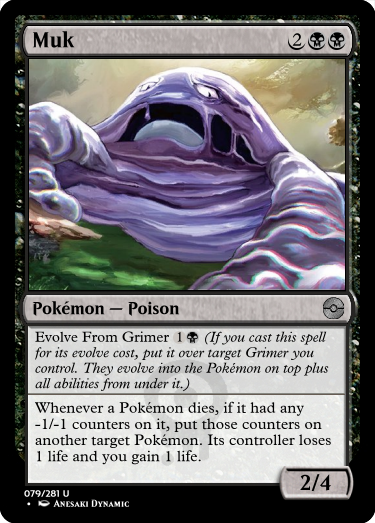 Muk 2
Pokémon — Poison
Evolve From Grimer 1 (If you cast this spell
for its evolve cost, put it over target Grimer you
control. They evolve into the Pokémon on top plus
all abilities from under it.)
Whenever a Pokémon dies, if it had any
-1/-1 counters on it, put those counters on
another target Pokémon. Its controller loses
1 life and you gain 1 life.
2/4
079/281 U
• Anesaki Dynamic